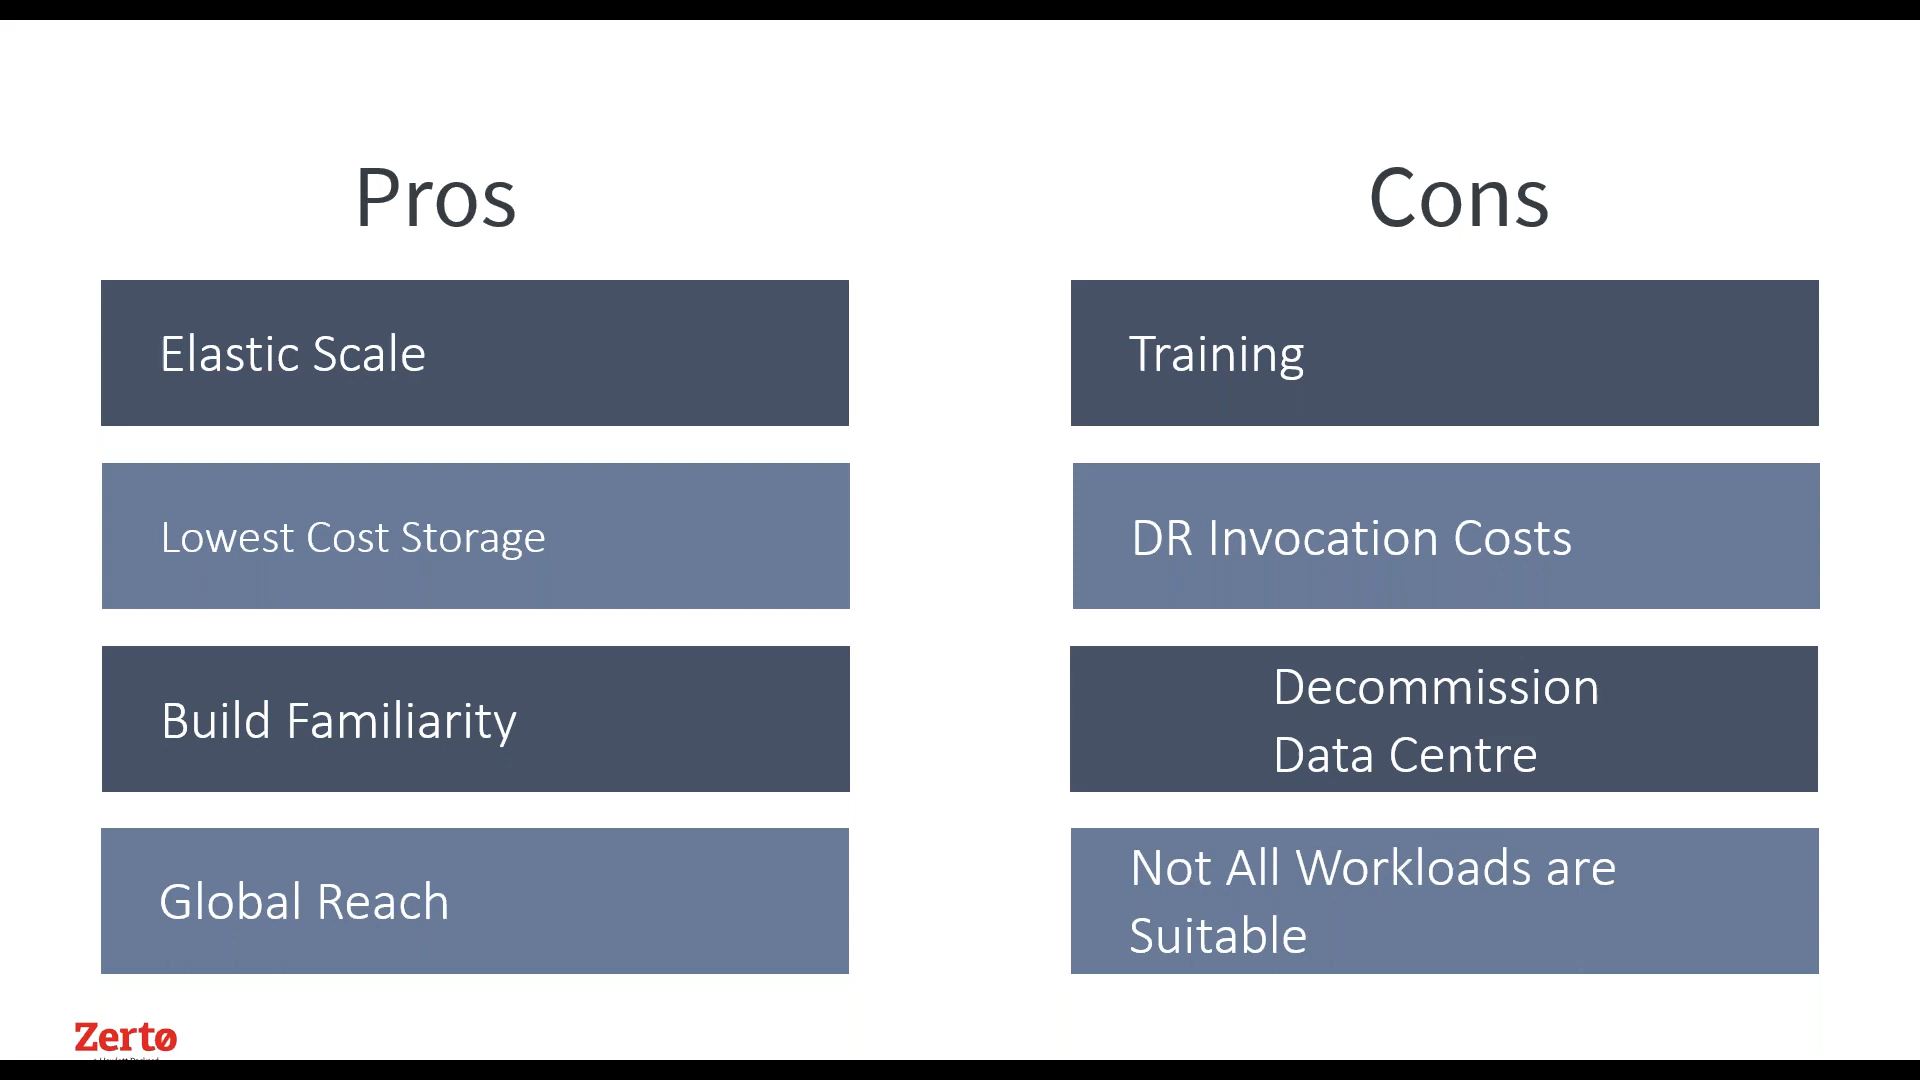 Pros
Elastic Scale
Lowest Cost Storage
Build Familiarity
Global Reach
Cons
Training
DR Invocation Costs
Decommission
Data Centre
Not All Workloads are
Suitable
Zerto